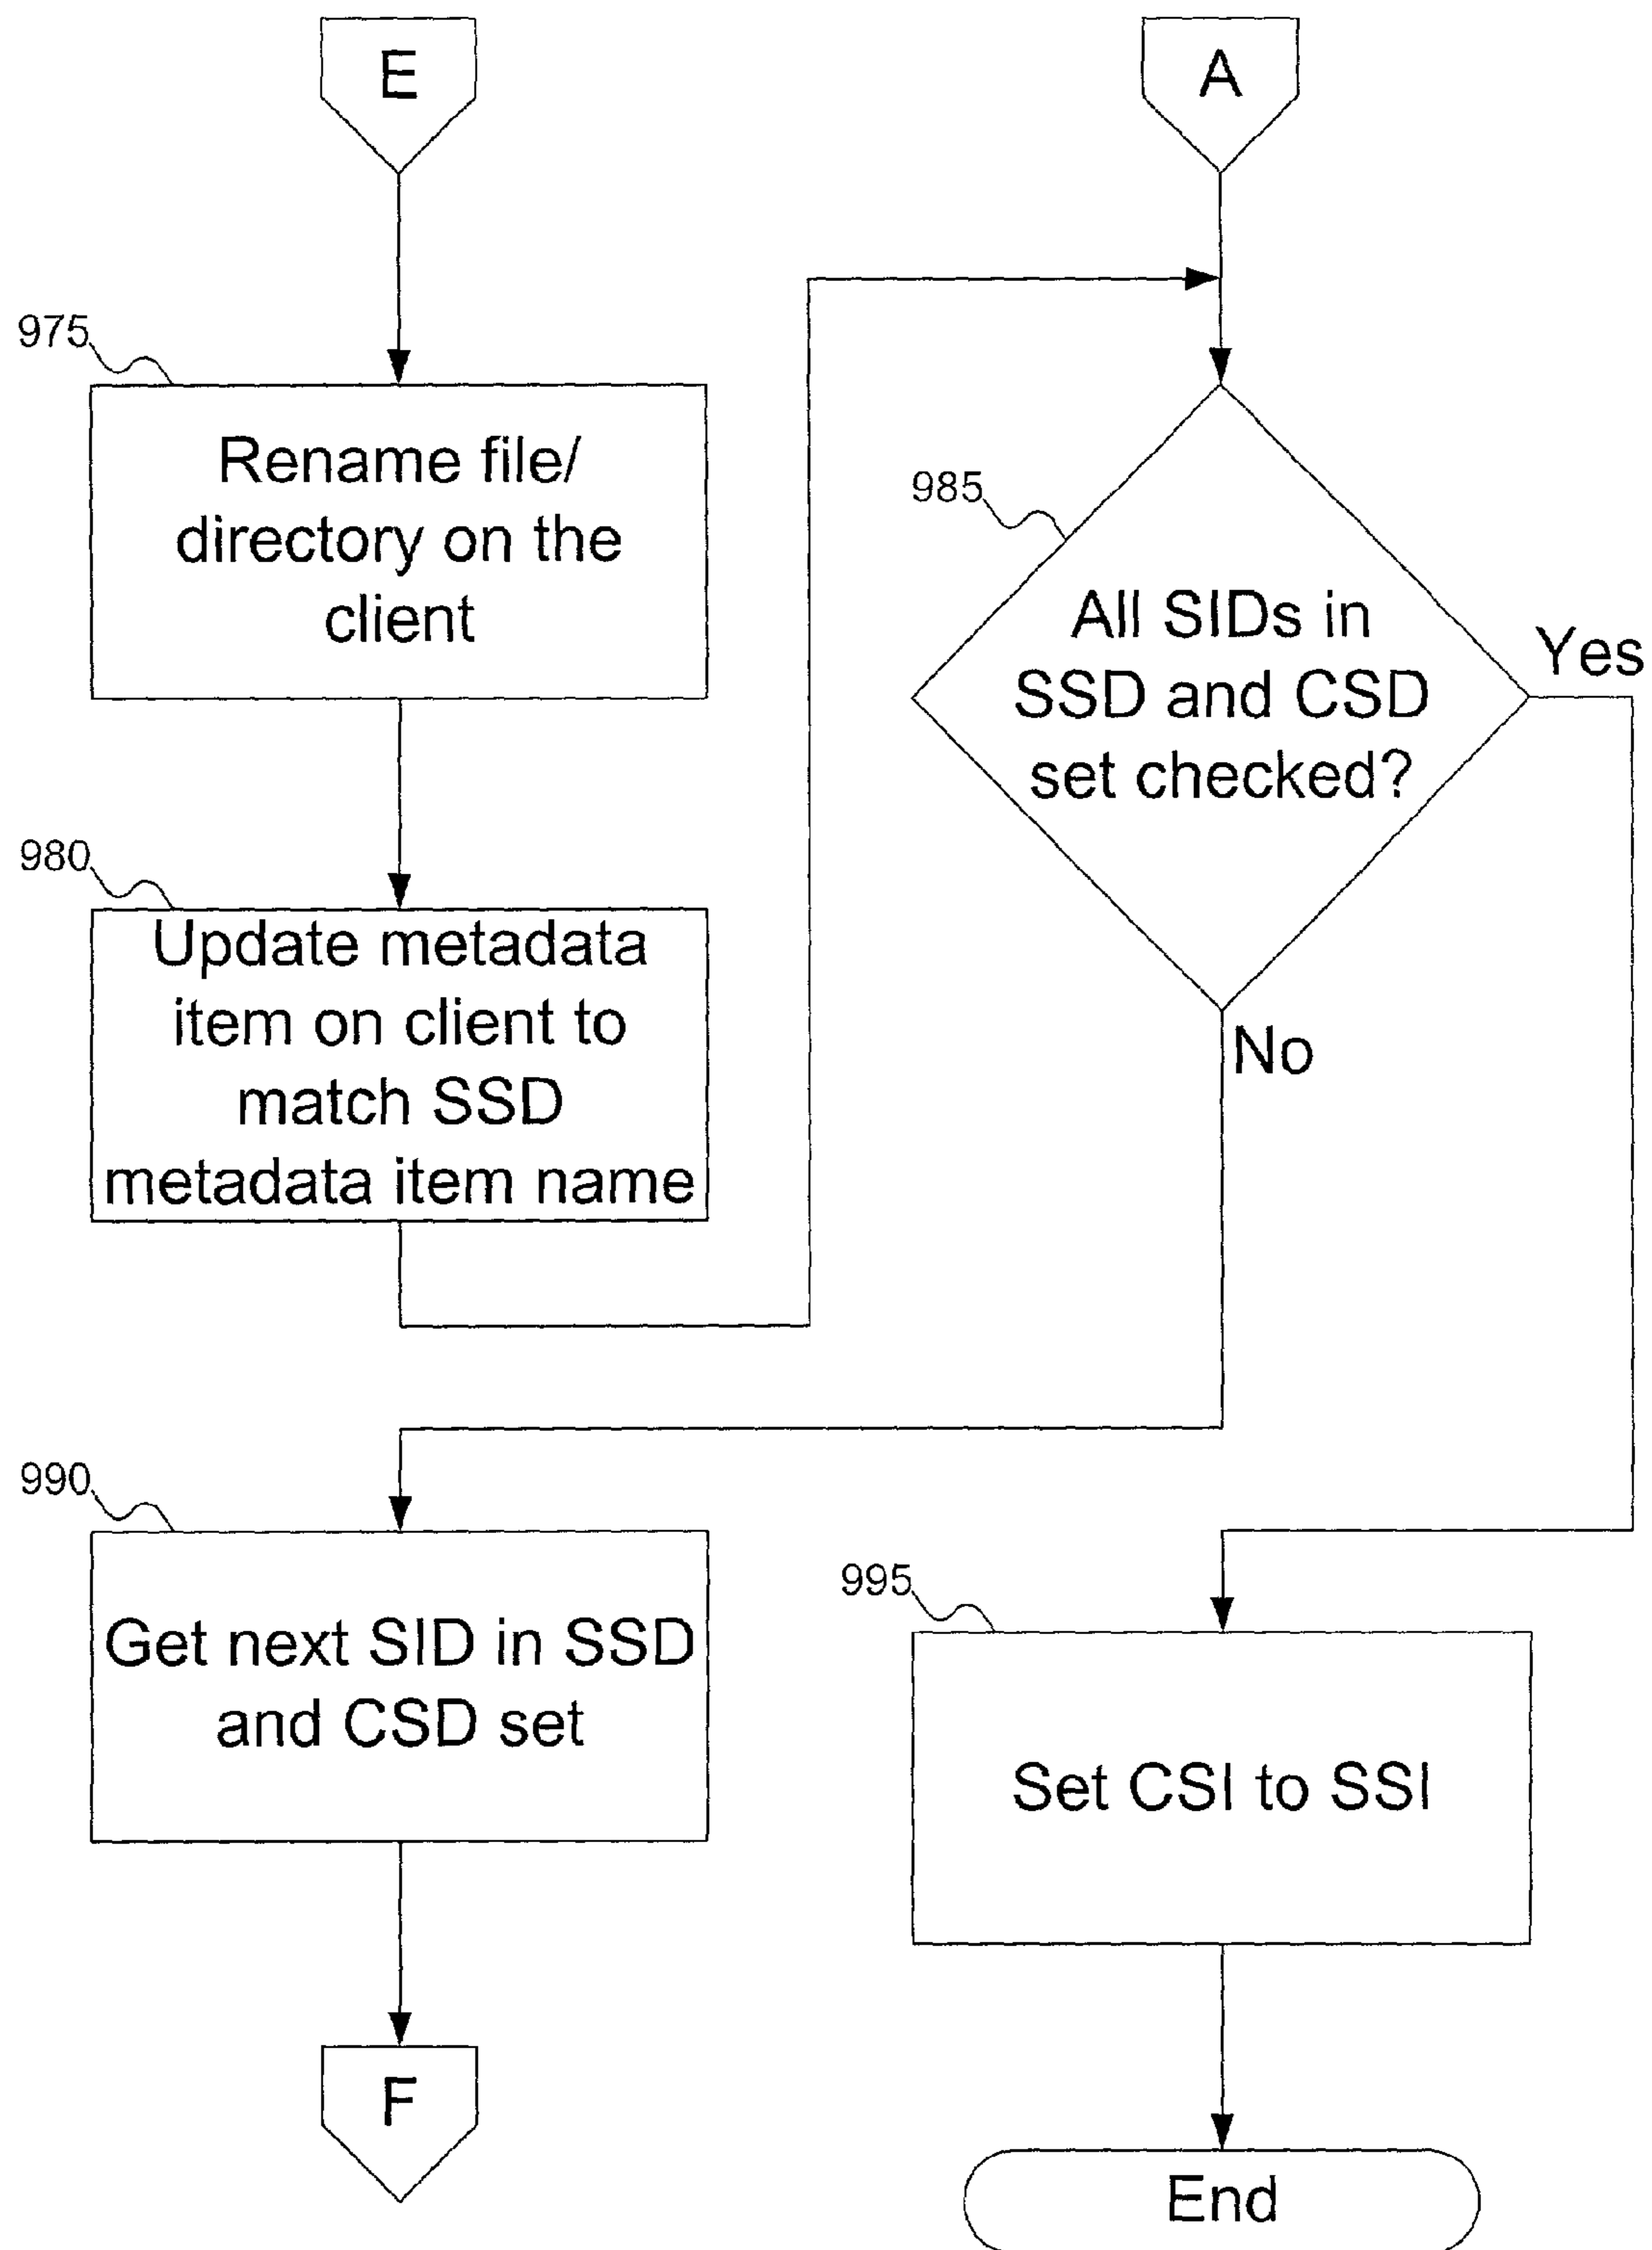 E
A
975
Rename file/
directory on the
client
985
All SIDs in
SSD and CSD
set checked?
Yes
980
Update metadata
item on client to
match SSD
metadata item name
No
990
Get next SID in SSD
and CSD set
995
Set CSI to SSI
F
End